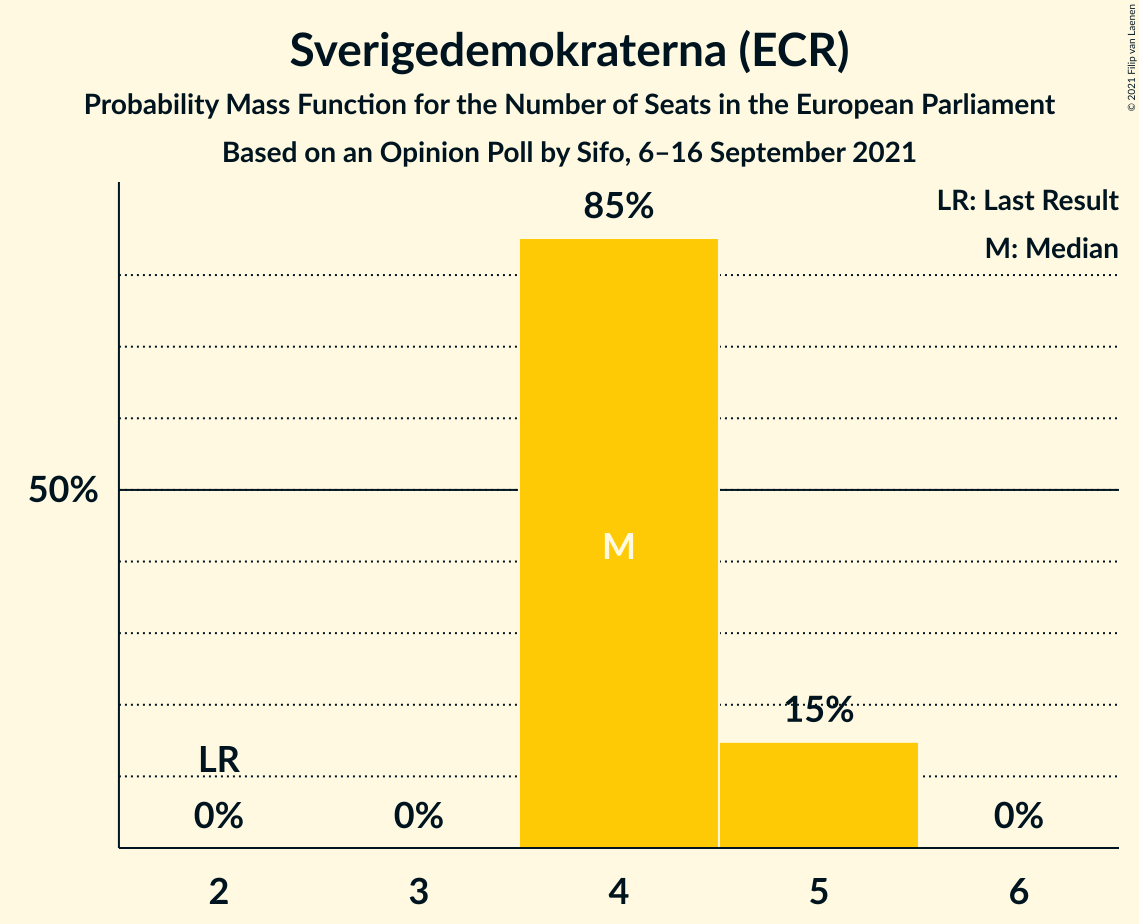 Sverigedemokraterna (ECR)
Probability Mass Function for the Number of Seats in the European Parliament
Based on an Opinion Poll by Sifo, 6–16 September 2021
© 2021 Filip van Laenen
LR: Last Result
M: Median
85%
50%
M
15%
LR
0%
0%
0%
2
3
4
5
6